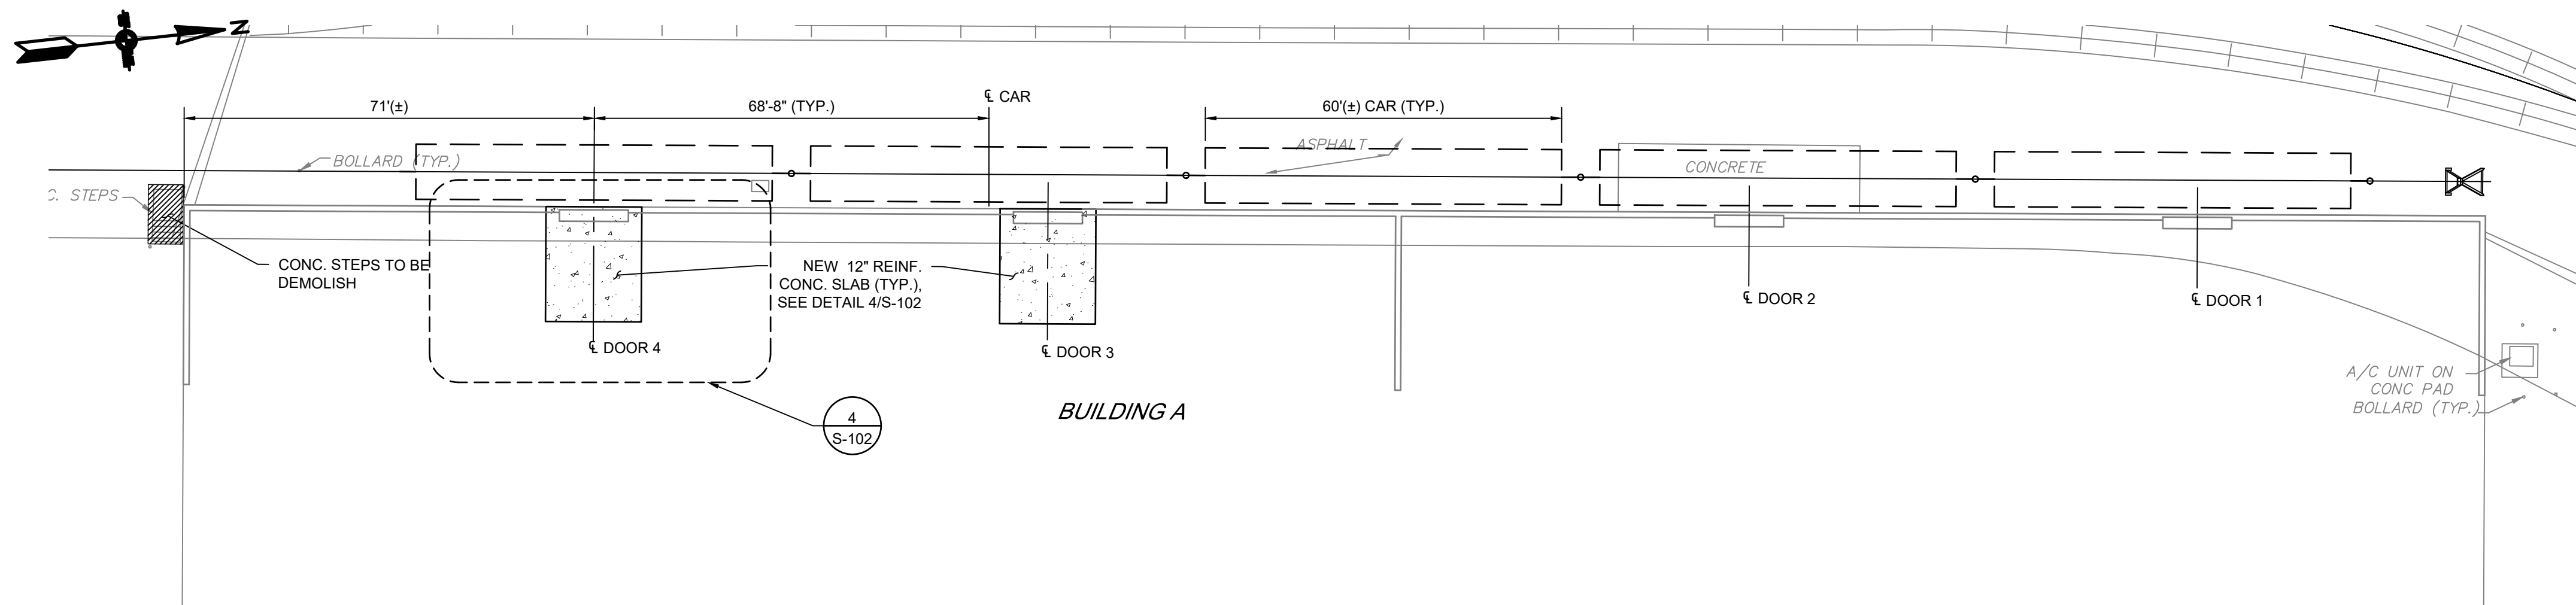 N
71'(±)
68'-8" (TYP.)
℄ CAR
60'(±) CAR (TYP.)
BOLLARD (TYP.)
ASPHALT
CONCRETE
C. STEPS
CONC. STEPS TO BE
DEMOLISH
NEW 12" REINF.
CONC. SLAB (TYP.),
SEE DETAIL 4/S-102
℄ DOOR 4
℄ DOOR 3
℄ DOOR 2
℄ DOOR 1
4
S-102
BUILDING A
A/C UNIT ON
CONC PAD
BOLLARD (TYP.)